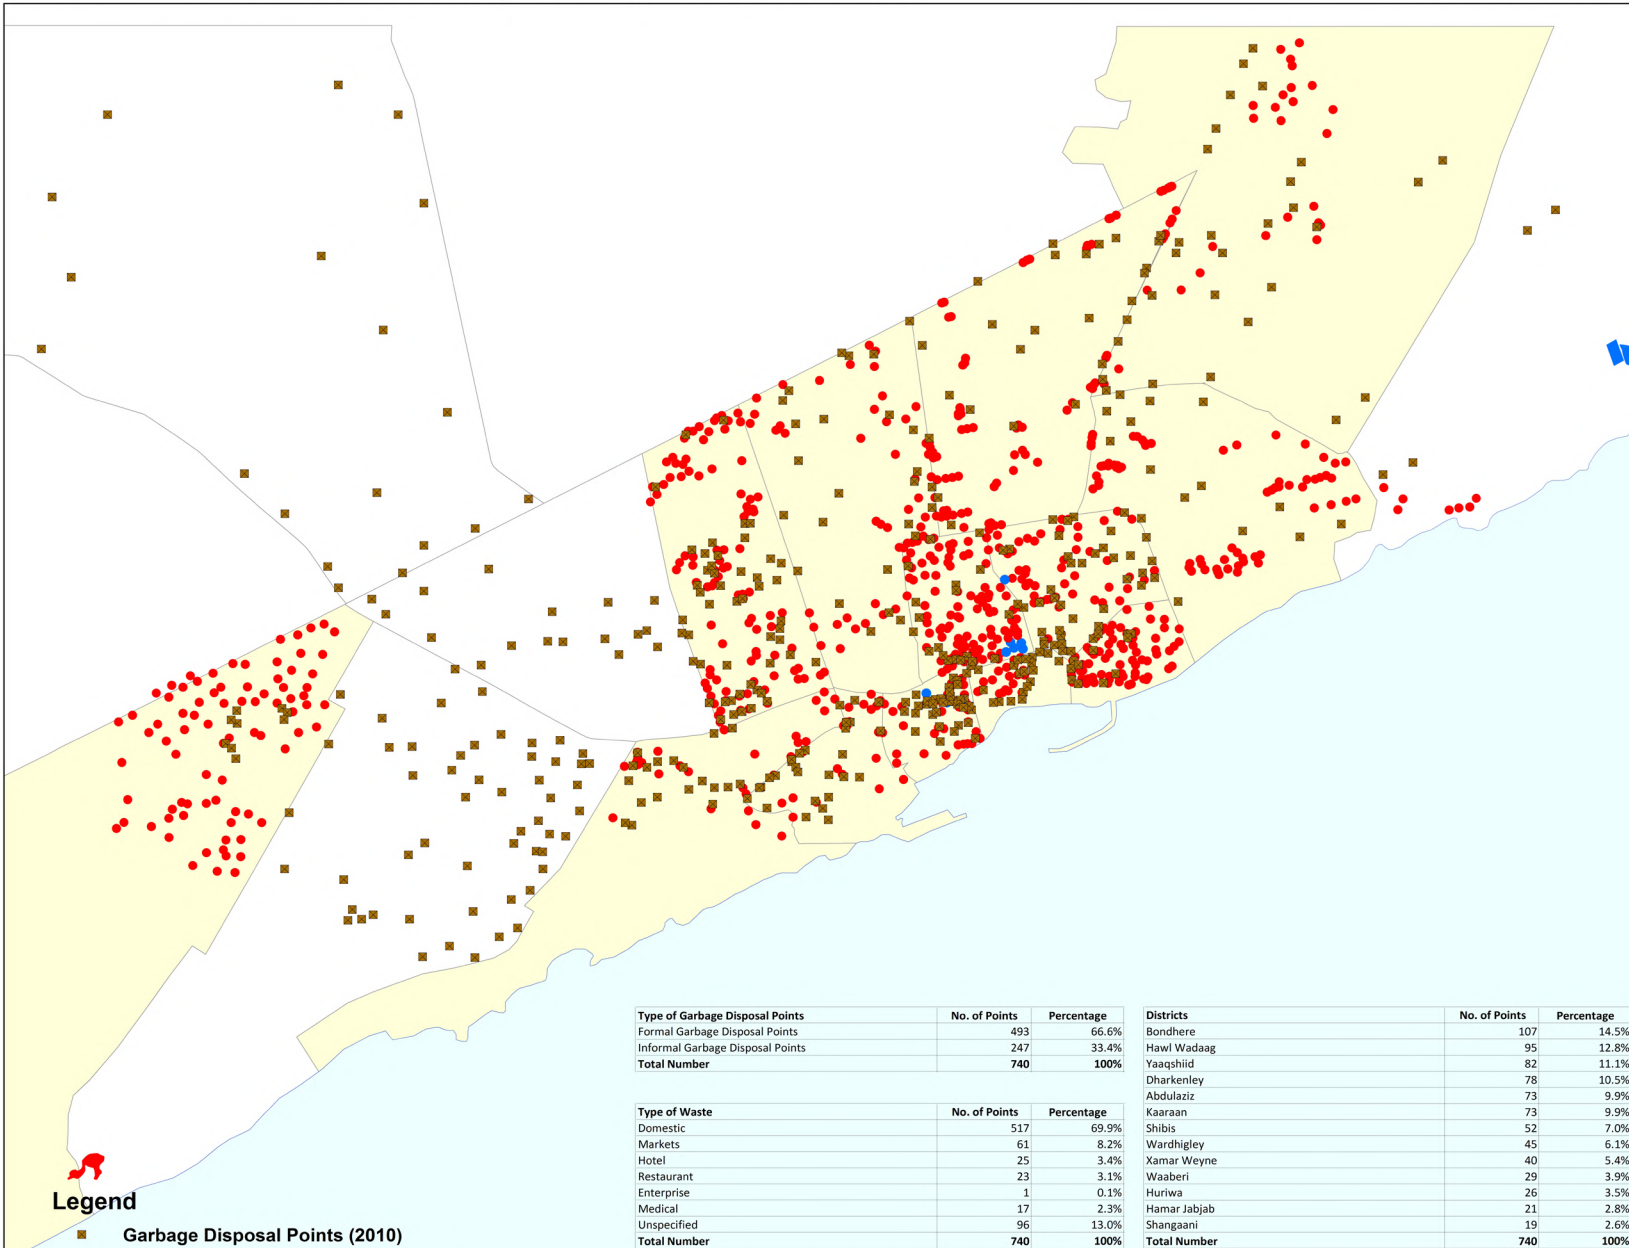 Type of Garbage Disposal Points No. of Points Percentage
Formal Garbage Disposal Points 493 66.6%
Informal Garbage Disposal Points 247 33.4%
Total Number 740 100%
Type of Waste No. of Points Percentage
Domestic 517 69.9%
Markets 61 8.2%
Hotel 25 3.4%
Restaurant 23 3.1%
Enterprise 1 0.1%
Medical 17 2.3%
Unspecified 96 13.0%
Total Number 740 100%
Districts No. of Points Percentage
Bondhere 107 14.5%
Hawl Wadaag 95 12.8%
Yaaqshiid 82 11.1%
Dharkenley 78 10.5%
Abdulaziz 73 9.9%
Kaaraan 73 9.9%
Shibis 52 7.0%
Wardhigley 45 6.1%
Xamar Weyne 40 5.4%
Waaberi 29 3.9%
Huriwa 26 3.5%
Hamar Jabjab 21 2.8%
Shangaani 19 2.6%
Total Number 740 100%
Legend
Garbage Disposal Points (2010)